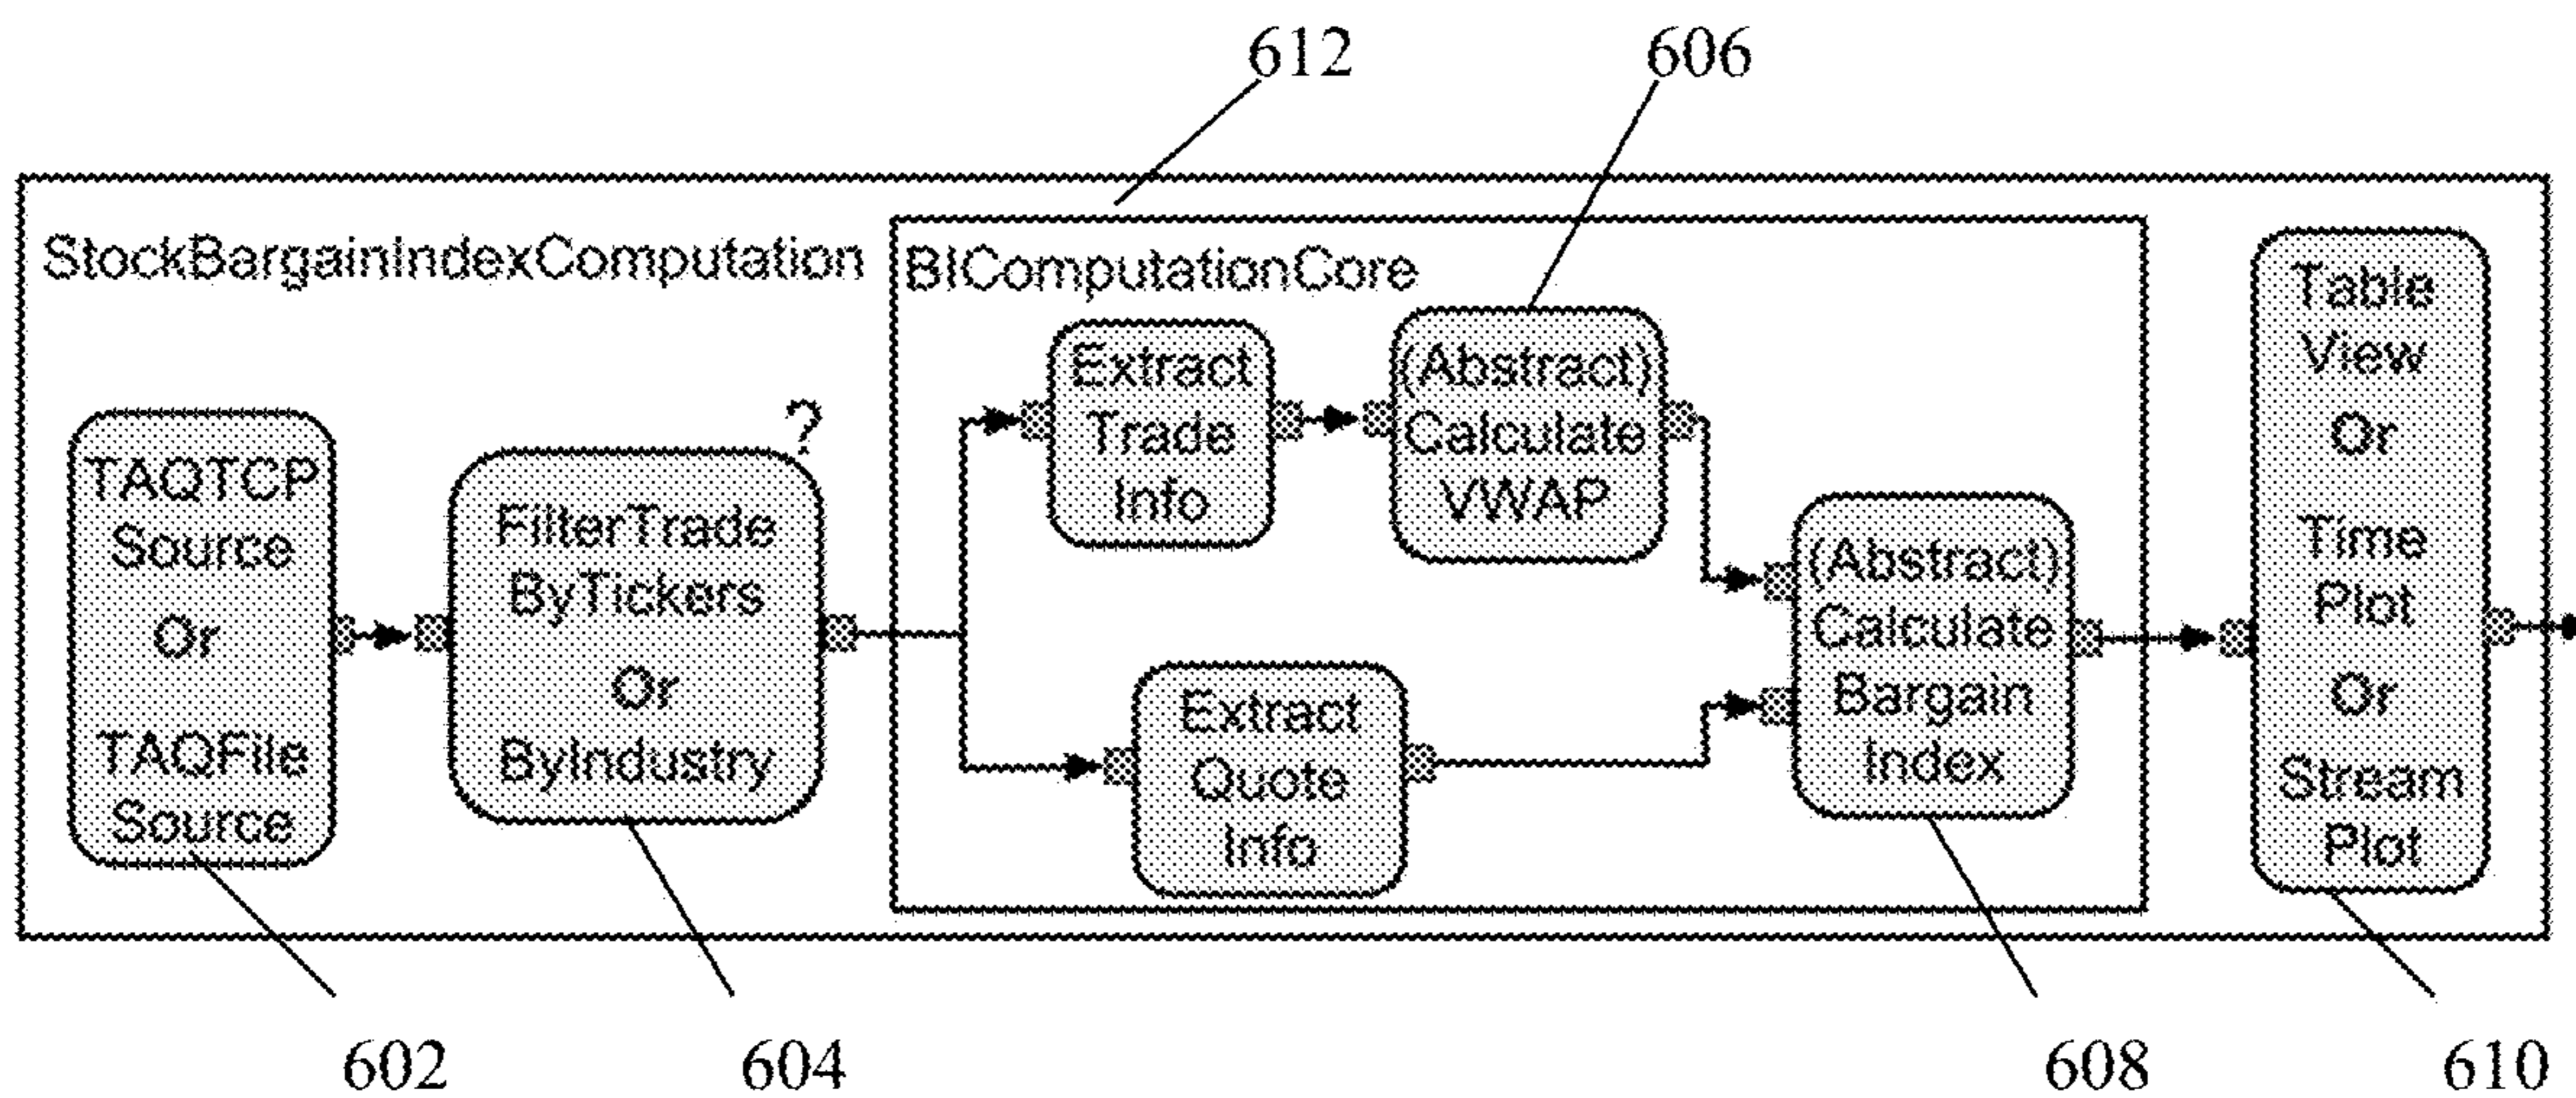 612
606
StockBargainIndexComputation
BIComputationCore
TAQTCP
Source
Or
TAQFile
Source
?
FilterTrade
ByTickers
Or
ByIndustry
Extract
Trade
Info
(Abstract)
Calculate
VWAP
Extract
Quote
Info
(Abstract)
Calculate
Bargain
Index
Table
View
Or
Time
Plot
Or
Stream
Plot
602
604
608
610